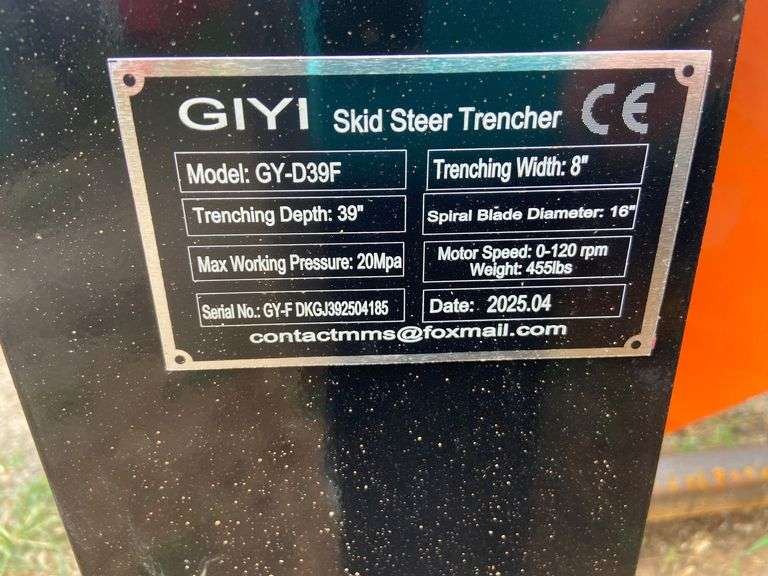 GIYI Skid Steer Trencher CE
Model: GY-D39F
Trenching Width: 8"
Trenching Depth: 39"
Spiral Blade Diameter: 16"
Max Working Pressure: 20Mpa
Motor Speed: 0-120 rpm
Weight: 455lbs
Serial No.: GY-F DKGJ392504185
Date: 2025.04
contactmms@foxmail.com